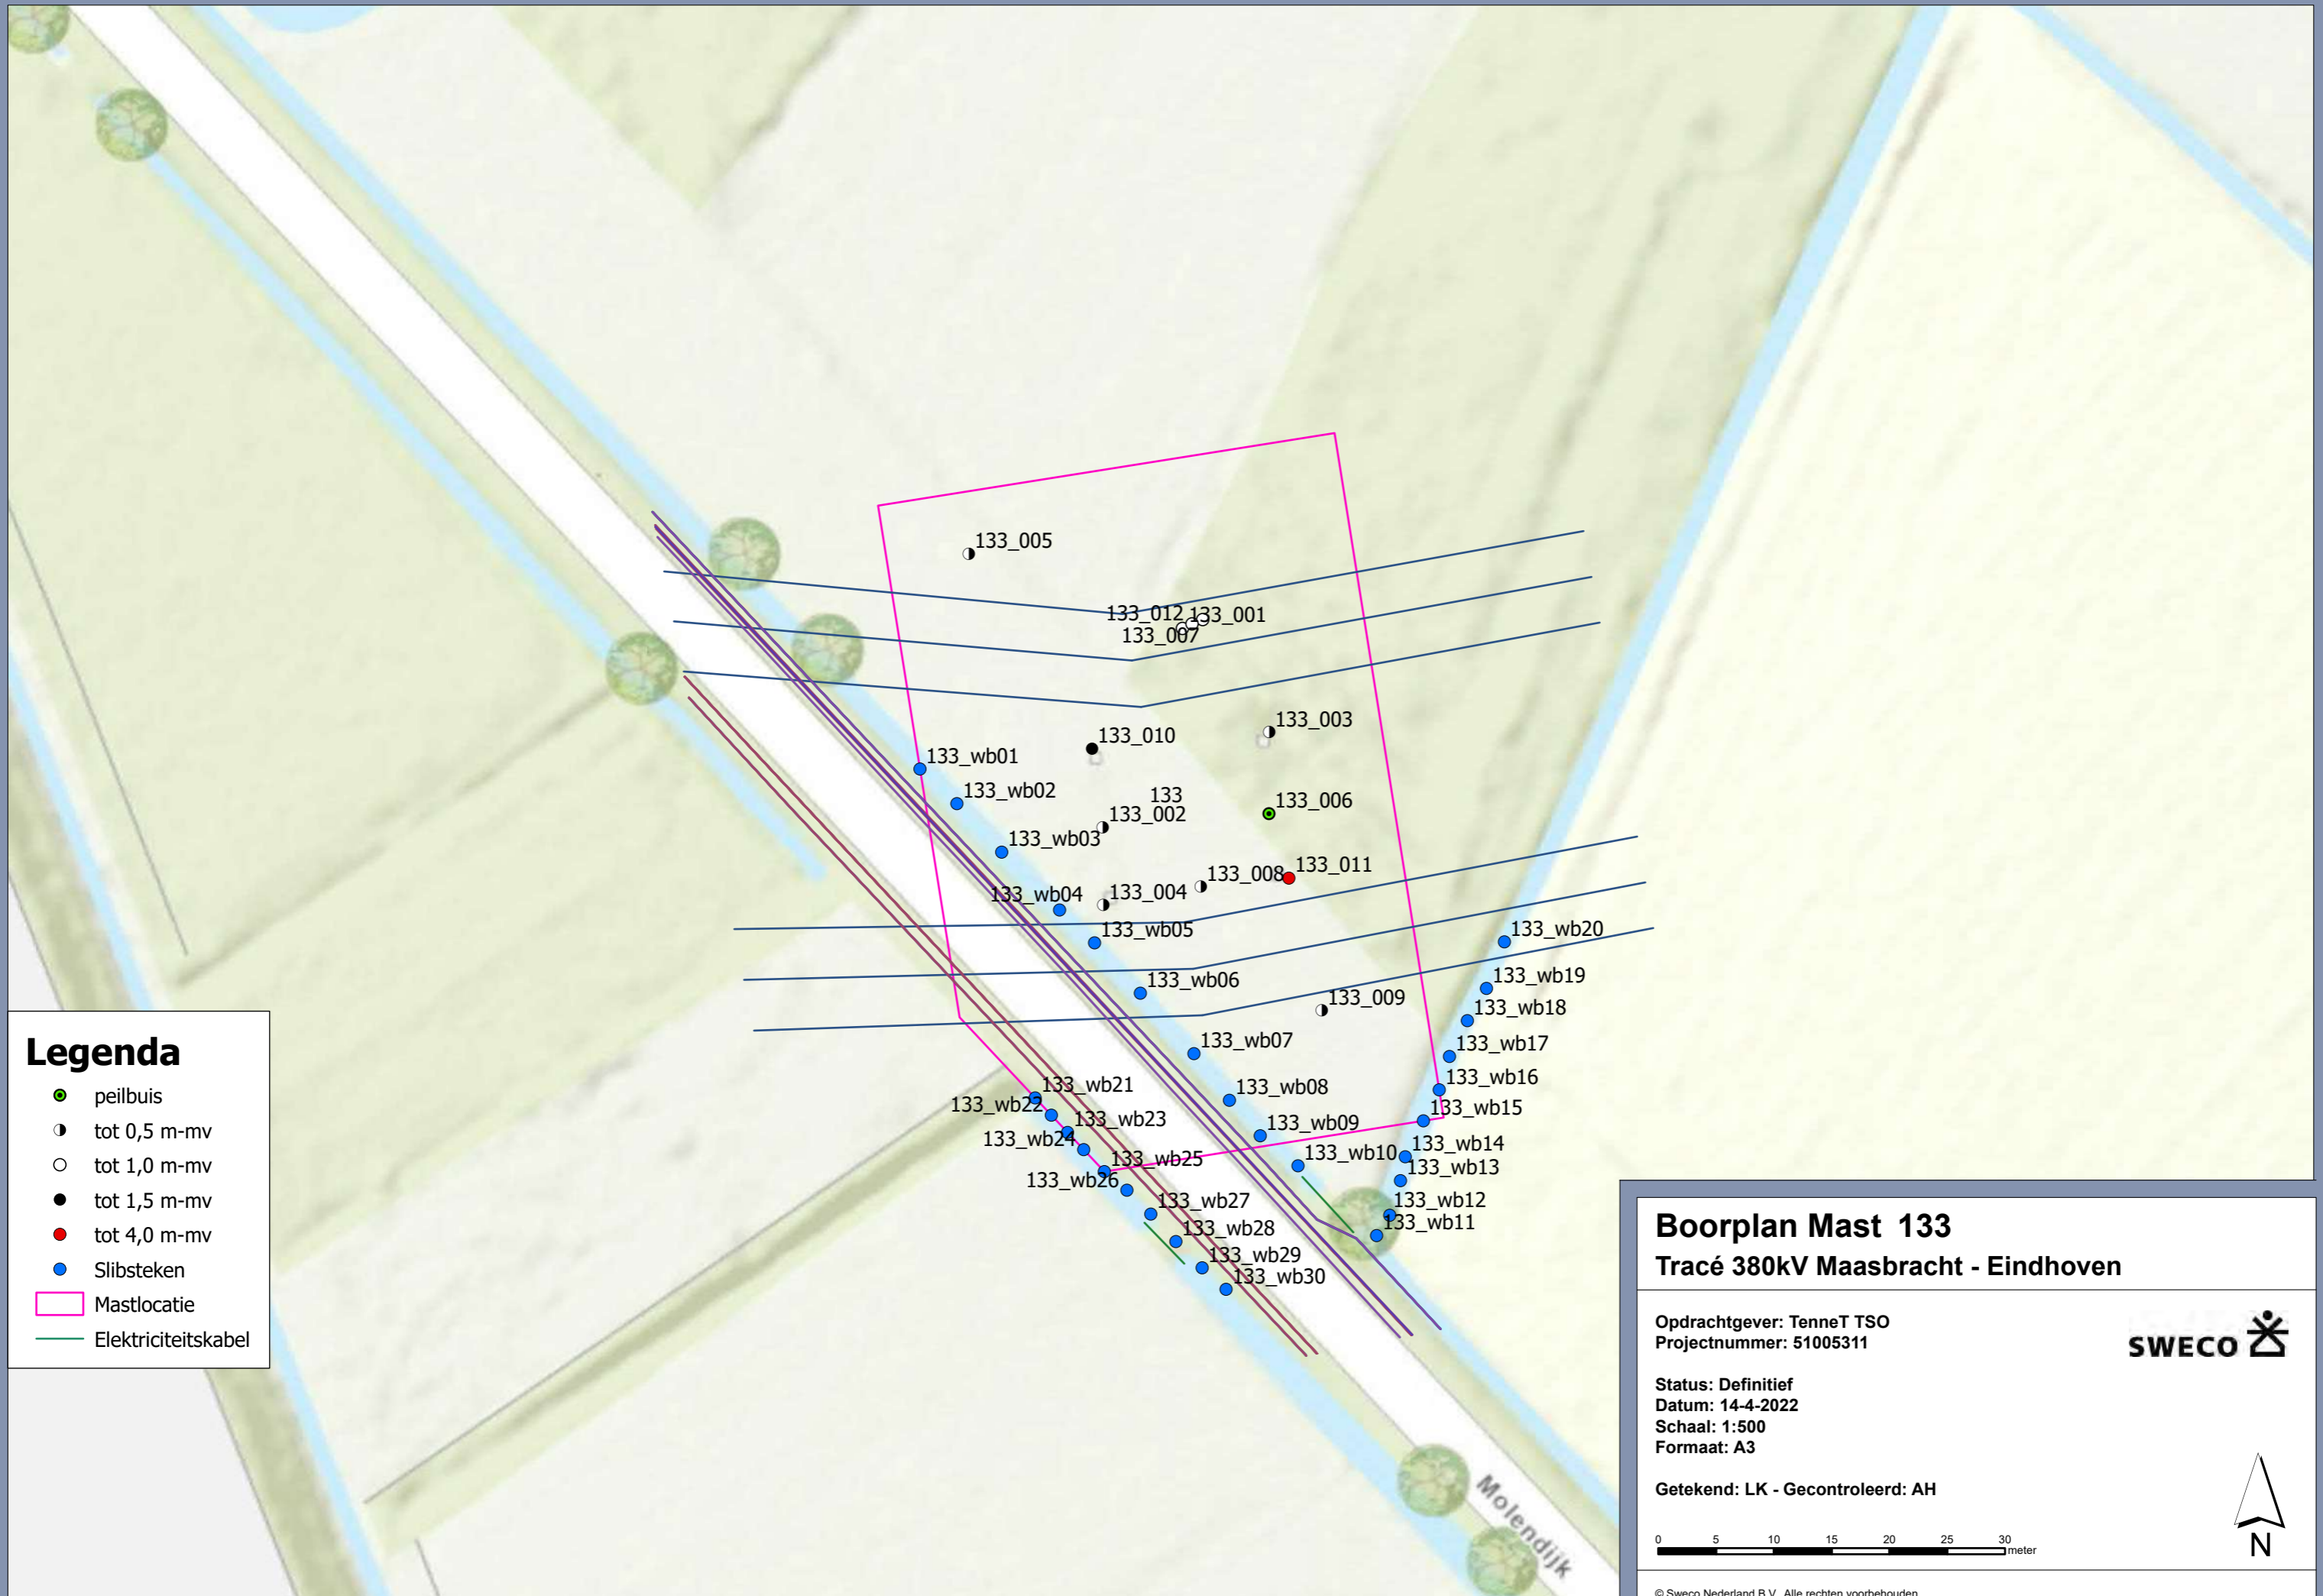 133_005
133_012
133_001
133_007
133_003
133_010
133_wb01
133_wb02
133
133_006
133_002
133_wb03
133_011
133_008
133_004
133_wb04
133_wb05
133_wb20
133_wb06
133_wb19
133_009
133_wb18
133_wb07
133_wb17
133_wb16
133_wb21
133_wb08
133_wb22
133_wb15
133_wb23
133_wb09
133_wb24
133_wb14
133_wb25
133_wb10
133_wb13
133_wb26
133_wb27
133_wb12
133_wb11
133_wb28
133_wb29
133_wb30
Molendijk
Legenda
peilbuis
tot 0,5 m-mv
tot 1,0 m-mv
tot 1,5 m-mv
tot 4,0 m-mv
Slibsteken
Mastlocatie
Elektriciteitskabel
Boorplan Mast 133
Tracé 380kV Maasbracht - Eindhoven
Opdrachtgever: TenneT TSO
Projectnummer: 51005311
SWECO
Status: Definitief
Datum: 14-4-2022
Schaal: 1:500
Formaat: A3
Getekend: LK - Gecontroleerd: AH
0 5 10 15 20 25 30
meter
N
© Sweco Nederland B.V. Alle rechten voorbehouden